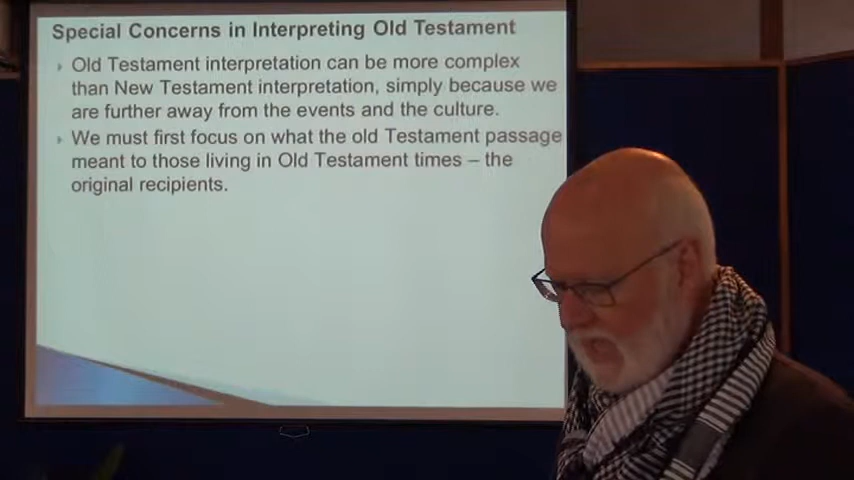 Special Concerns in Interpreting Old Testament
Old Testament interpretation can be more complex
than New Testament interpretation, simply because we
are further away from the events and the culture.
We must first focus on what the old Testament passage
meant to those living in Old Testament times – the
original recipients.